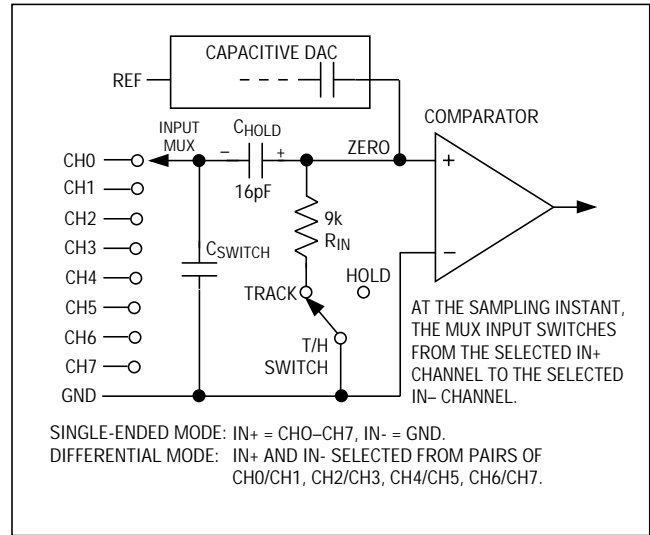 CAPACITIVE DAC
REF
COMPARATOR
INPUT
MUX
CHOLD
ZERO
– +
+
16pF
CH0
CH1
CH2
CH3
CH4
CH5
CH6
CH7
GND
CSWITCH
9k
RIN
–
HOLD
TRACK
T/H
SWITCH
AT THE SAMPLING INSTANT,
THE MUX INPUT SWITCHES
FROM THE SELECTED IN+
CHANNEL TO THE SELECTED
IN– CHANNEL.
SINGLE-ENDED MODE: IN+ = CHO–CH7, IN- = GND.
DIFFERENTIAL MODE: IN+ AND IN- SELECTED FROM PAIRS OF
CH0/CH1, CH2/CH3, CH4/CH5, CH6/CH7.